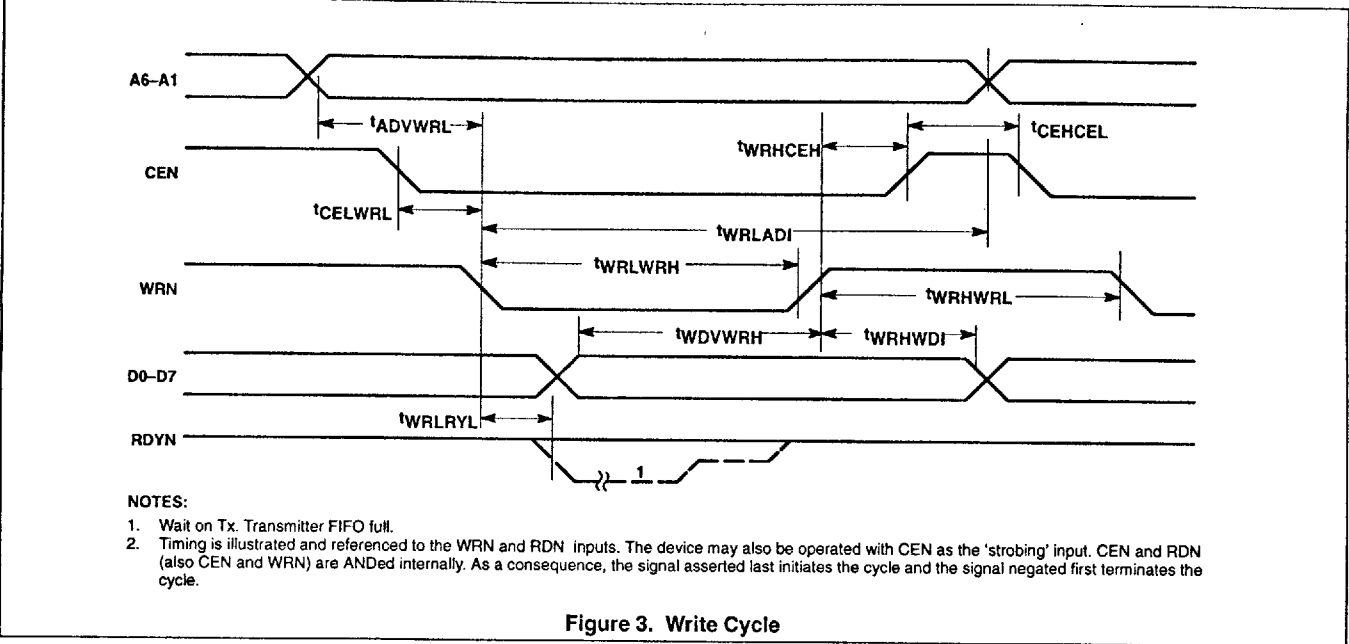 A6–A1
tADVWRL
tCEHCEL
tWRHCEH
CEN
tCELWRL
tWRLADI
tWRLWRH
WRN
tWRHWRL
tWDVWRH
tWRHWDI
D0–D7
tWRLRYL
RDYN
1
NOTES:
1. Wait on Tx. Transmitter FIFO full.
2. Timing is illustrated and referenced to the WRN and RDN inputs. The device may also be operated with CEN as the 'strobing' input. CEN and RDN
(also CEN and WRN) are ANDed internally. As a consequence, the signal asserted last initiates the cycle and the signal negated first terminates the
cycle.
Figure 3. Write Cycle